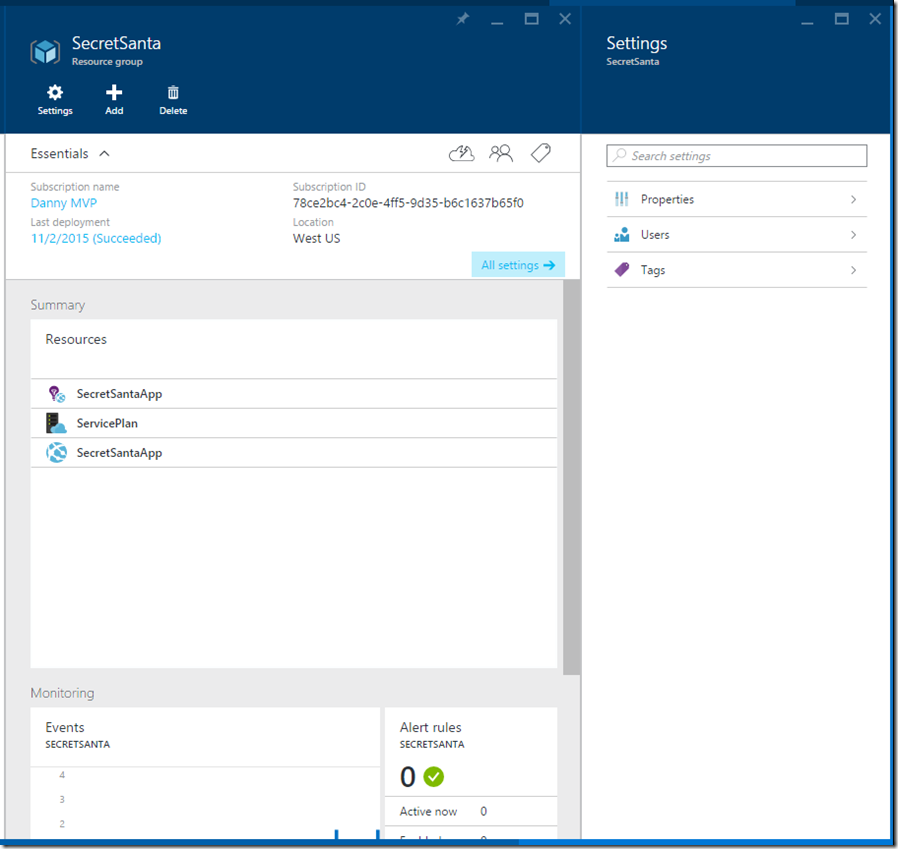 SecretSanta
Resource group
Settings
Add
Delete
Essentials
Subscription name
Danny MVP
Last deployment
11/2/2015 (Succeeded)
Subscription ID
78ce2bc4-2c0e-4ff5-9d35-b6c1637b65f0
Location
West US
All settings
Summary
Resources
SecretSantaApp
ServicePlan
SecretSantaApp
Monitoring
Events
SECRETSANTA
4
3
2
Alert rules
SECRETSANTA
0
Active now 0
Settings
SecretSanta
Search settings
Properties
Users
Tags